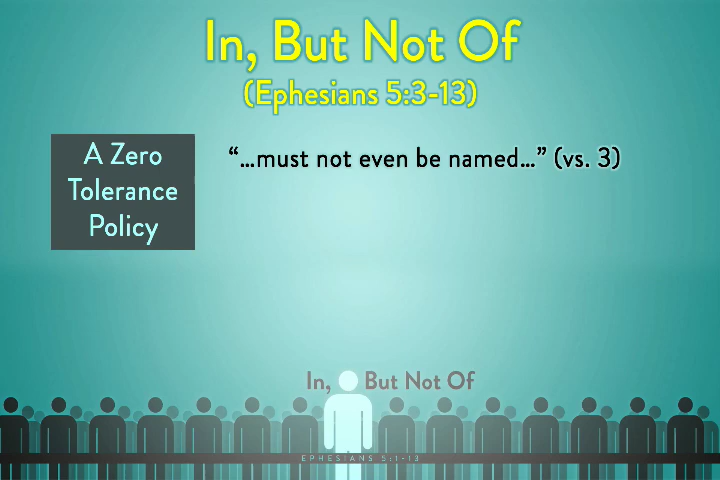 In, But Not Of
(Ephesians 5:3-13)
A Zero
Tolerance
Policy
“…must not even be named…” (vs. 3)
In, But Not Of
EPHESIANS 5:1-13